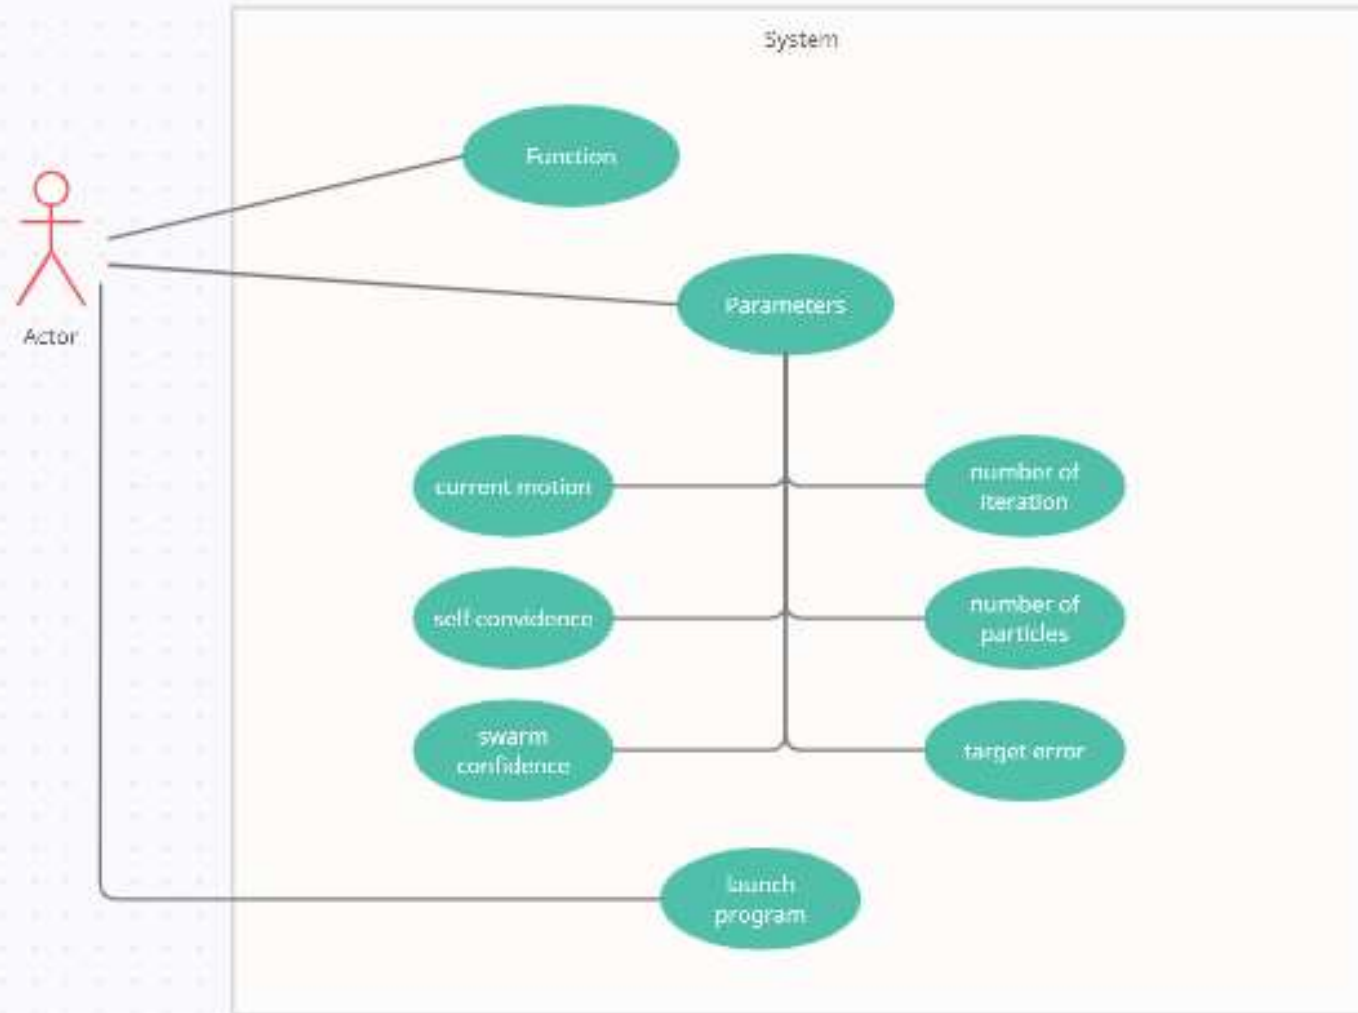 System
Function
Actor
Parameters
current motion
number of
iteration
self convidence
number of
particles
swarm
confidence
target error
launch
program